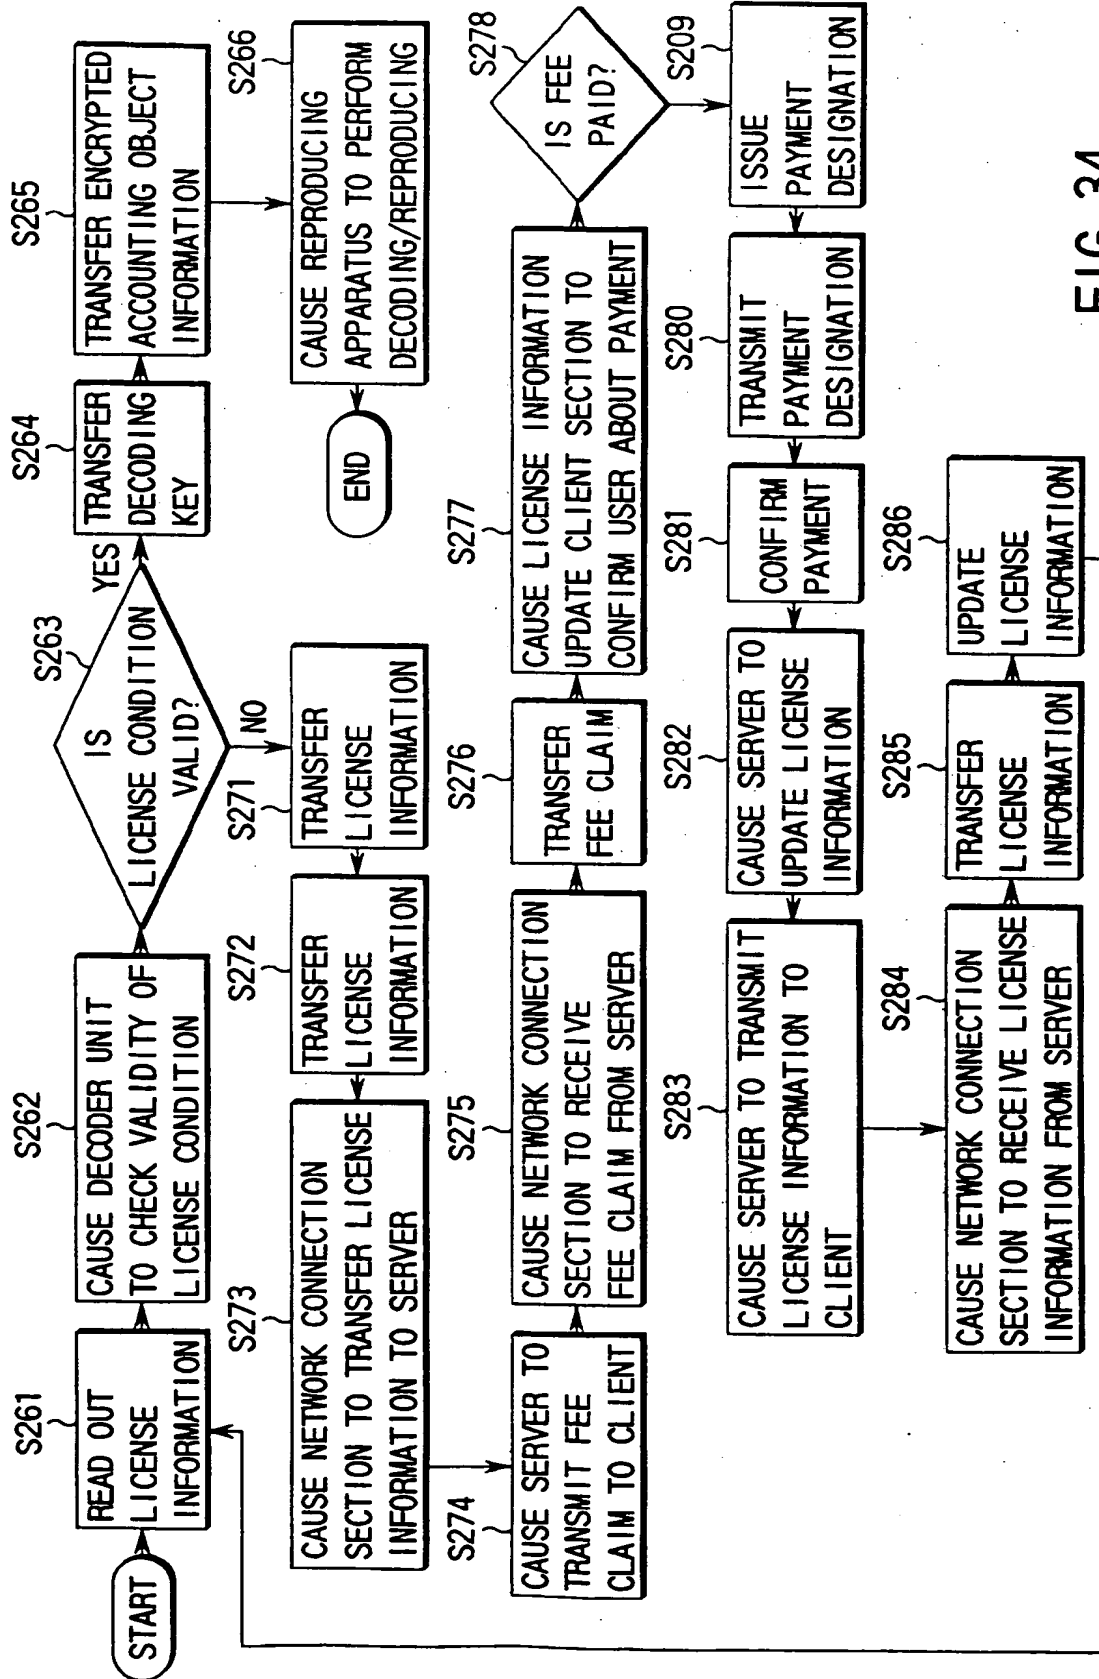 START
S261
READ OUT
LICENSE
INFORMATION
S262
CAUSE DECODER UNIT
TO CHECK VALIDITY OF
LICENSE CONDITION
S263
IS
LICENSE CONDITION
VALID?
YES
NO
S264
TRANSFER
DECODING
KEY
S265
TRANSFER ENCRYPTED
ACCOUNTING OBJECT
INFORMATION
S266
CAUSE REPRODUCING
APPARATUS TO PERFORM
DECODING/REPRODUCING
END
S271
TRANSFER
LICENSE
INFORMATION
S272
TRANSFER
LICENSE
INFORMATION
S273
CAUSE NETWORK CONNECTION
SECTION TO TRANSFER LICENSE
INFORMATION TO SERVER
S274
CAUSE SERVER TO
TRANSMIT FEE
CLAIM TO CLIENT
S275
CAUSE NETWORK CONNECTION
SECTION TO RECEIVE
FEE CLAIM FROM SERVER
S276
TRANSFER
FEE CLAIM
S277
CAUSE LICENSE INFORMATION
UPDATE CLIENT SECTION TO
CONFIRM USER ABOUT PAYMENT
S278
IS FEE
PAID?
S209
ISSUE
PAYMENT
DESIGNATION
S280
TRANSMIT
PAYMENT
DESIGNATION
S281
CONFIRM
PAYMENT
S282
CAUSE SERVER TO
UPDATE LICENSE
INFORMATION
S283
CAUSE SERVER TO TRANSMIT
LICENSE INFORMATION TO
CLIENT
S284
CAUSE NETWORK CONNECTION
SECTION TO RECEIVE LICENSE
INFORMATION FROM SERVER
S285
TRANSFER
LICENSE
INFORMATION
S286
UPDATE
LICENSE
INFORMATION
FIG. 34